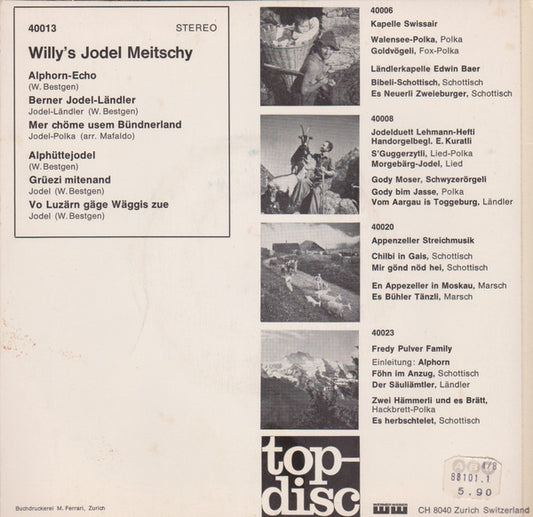 40013 STEREO
Willy's Jodel Meitschy
Alphorn-Echo
(W. Bestgen)
Berner Jodel-Ländler
Jodel-Ländler (W. Bestgen)
Mer chöme usem Bündnerland
Jodel-Polka (arr. Mafaldo)
Alphüttejodel
(W. Bestgen)
Grüezi mitenand
Jodel (W. Bestgen)
Vo Luzärn gäge Wäggis zue
Jodel (W. Bestgen)
40006
Kapelle Swissair
Walensee-Polka, Polka
Goldvögeli, Fox-Polka
Ländlerkapelle Edwin Baer
Bibeli-Schottisch, Schottisch
Es Neuerli Zweieburger, Schottisch
40008
Jodelduett Lehmann-Hefti
Handorgelbegl. E. Kuratli
S'Guggerzytli, Lied-Polka
Morgebärg-Jodel, Lied
Gody Moser, Schwyzerörgeli
Gody bim Jasse, Polka
Vom Aargau is Toggeburg, Ländler
40020
Appenzeller Streichmusik
Chilbi in Gais, Schottisch
Mir gönd nöd hei, Schottisch
En Appezeller in Moskau, Marsch
Es Bühler Tänzli, Marsch
40023
Fredy Pulver Family
Einleitung: Alphorn
Föhn im Anzug, Schottisch
Der Säuliämtler, Ländler
Zwei Hämmerli und es Brätt,
Hackbrett-Polka
Es herbschtelet, Schottisch
top-
disc
88101.1
5.90
Buchdruckerei M. Ferrari, Zurich
CH 8040 Zurich Switzerland